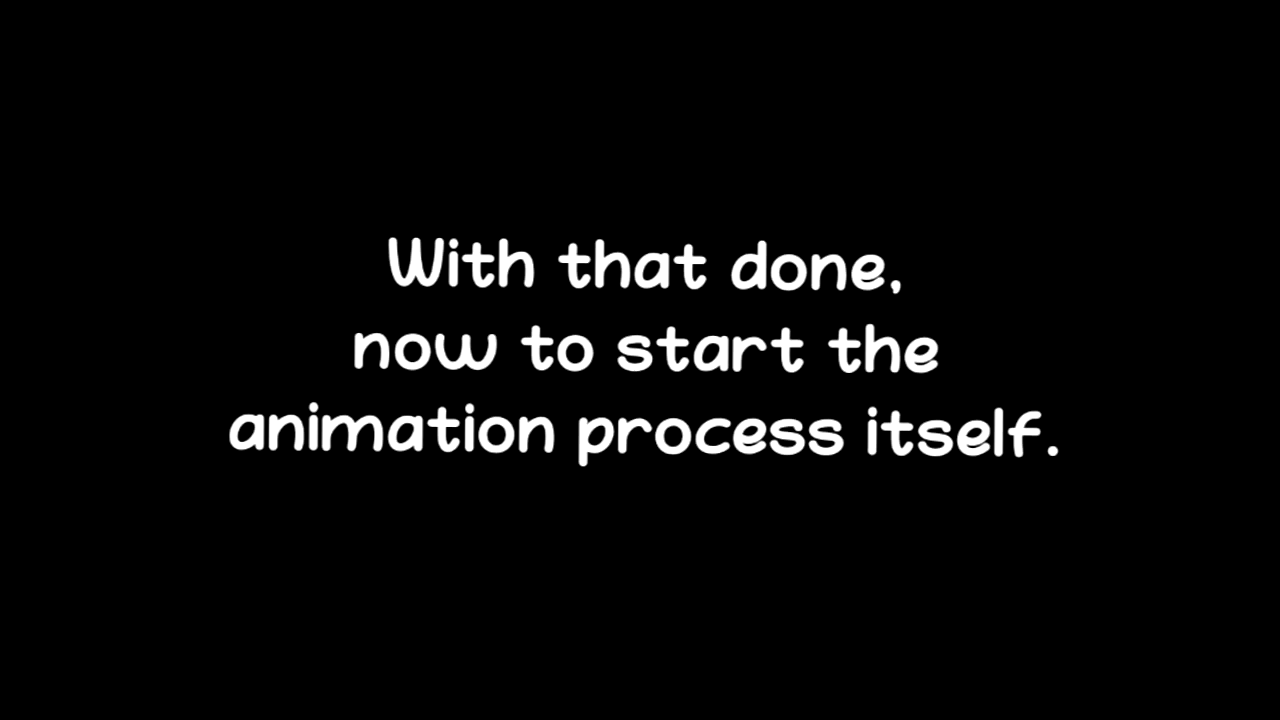 With that done,
now to start the
animation process itself.